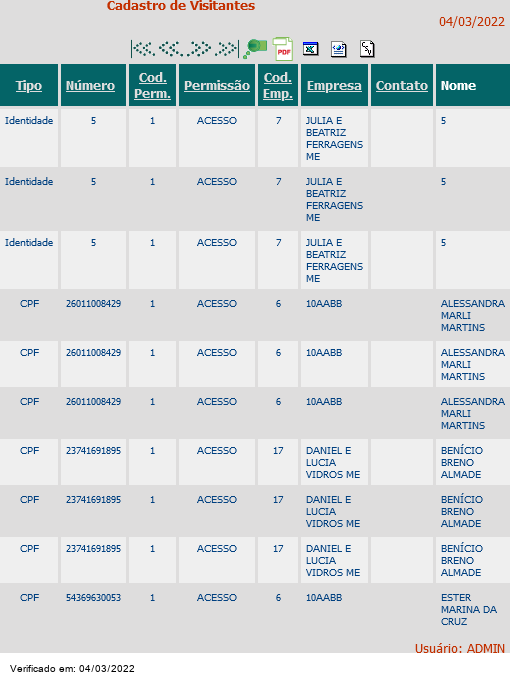 Cadastro de Visitantes
04/03/2022
PDF
Tipo Número Cod. Perm. Permissão Cod. Emp. Empresa Contato Nome
Identidade 5 1 ACESSO 7 JULIA E BEATRIZ FERRAGENS ME 5
Identidade 5 1 ACESSO 7 JULIA E BEATRIZ FERRAGENS ME 5
Identidade 5 1 ACESSO 7 JULIA E BEATRIZ FERRAGENS ME 5
CPF 26011008429 1 ACESSO 6 10AABB ALESSANDRA MARLI MARTINS
CPF 26011008429 1 ACESSO 6 10AABB ALESSANDRA MARLI MARTINS
CPF 26011008429 1 ACESSO 6 10AABB ALESSANDRA MARLI MARTINS
CPF 23741691895 1 ACESSO 17 DANIEL E LUCIA VIDROS ME BENÍCIO BRENO ALMADE
CPF 23741691895 1 ACESSO 17 DANIEL E LUCIA VIDROS ME BENÍCIO BRENO ALMADE
CPF 23741691895 1 ACESSO 17 DANIEL E LUCIA VIDROS ME BENÍCIO BRENO ALMADE
CPF 54369630053 1 ACESSO 6 10AABB ESTER MARINA DA CRUZ
Usuário: ADMIN
Verificado em: 04/03/2022